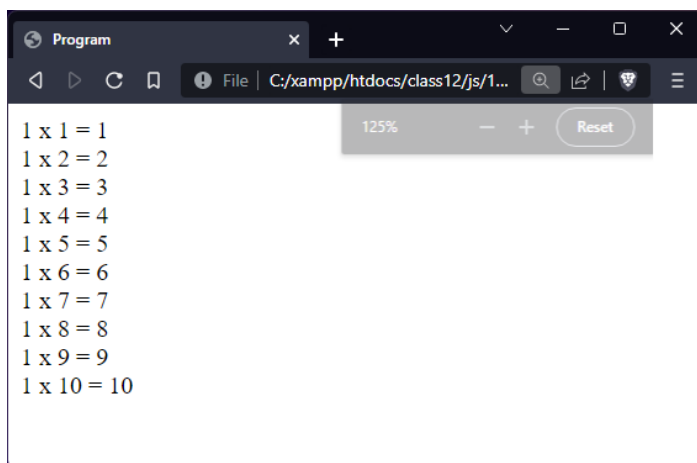 Program
File | C:/xampp/htdocs/class12/js/1...
125% Reset
1 x 1 = 1
1 x 2 = 2
1 x 3 = 3
1 x 4 = 4
1 x 5 = 5
1 x 6 = 6
1 x 7 = 7
1 x 8 = 8
1 x 9 = 9
1 x 10 = 10